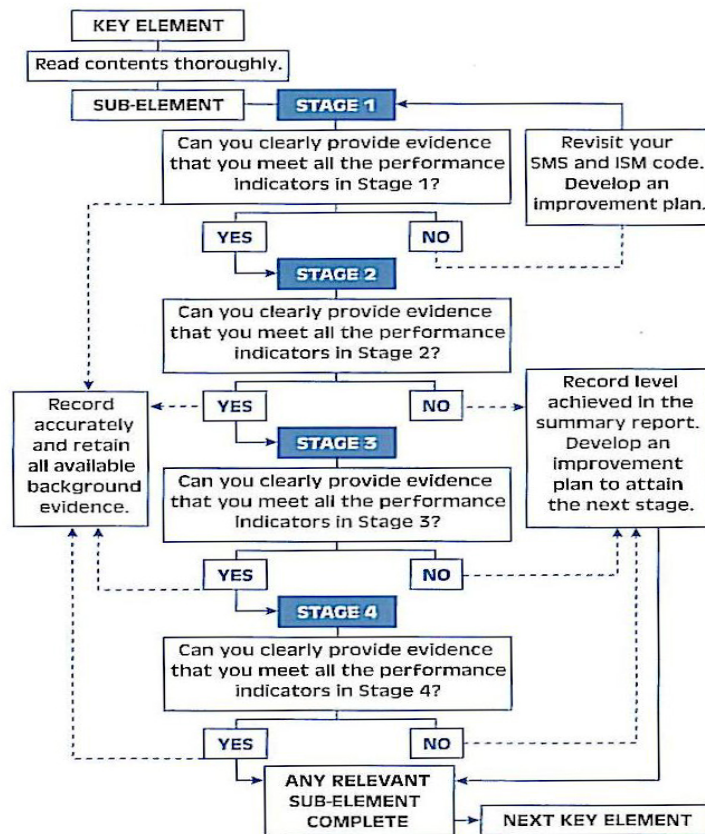 KEY ELEMENT
Read contents thoroughly.
SUB-ELEMENT
STAGE 1
Can you clearly provide evidence
that you meet all the performance
indicators in Stage 1?
Revisit your
SMS and ISM code.
Develop an
improvement plan.
YES
NO
STAGE 2
Can you clearly provide evidence
that you meet all the performance
indicators in Stage 2?
Record
accurately
and retain
all available
background
evidence.
YES
NO
Record level
achieved in the
summary report.
Develop an
improvement
plan to attain
the next stage.
STAGE 3
Can you clearly provide evidence
that you meet all the performance
indicators in Stage 3?
YES
NO
STAGE 4
Can you clearly provide evidence
that you meet all the performance
indicators in Stage 4?
YES
NO
ANY RELEVANT
SUB-ELEMENT
COMPLETE
NEXT KEY ELEMENT